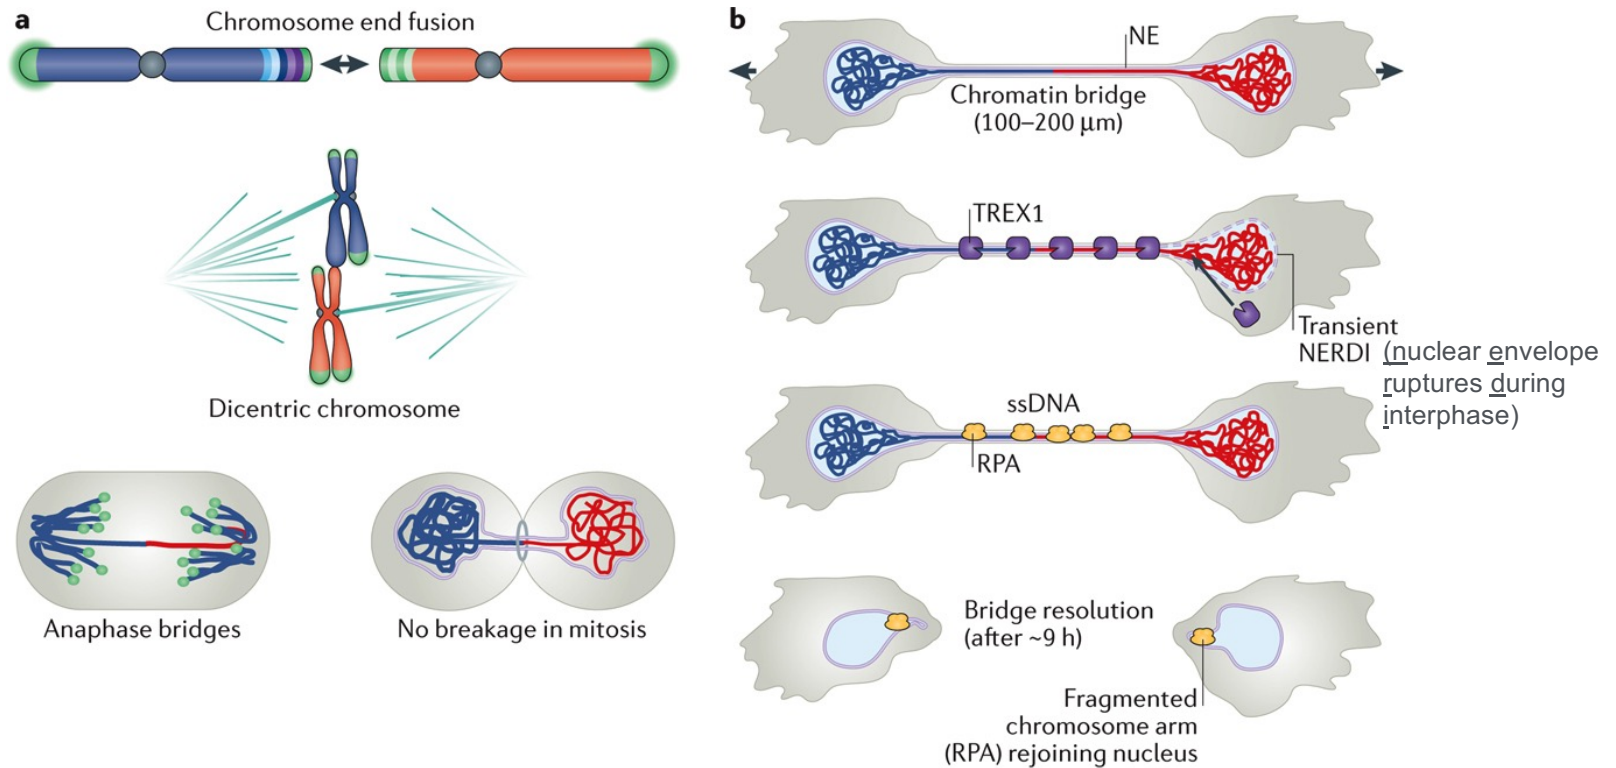 a
Chromosome end fusion
Dicentric chromosome
Anaphase bridges
No breakage in mitosis
b
NE
Chromatin bridge
(100–200 μm)
TREX1
Transient
NERDI
(nuclear envelope
ruptures during
interphase)
ssDNA
RPA
Bridge resolution
(after ~9 h)
Fragmented
chromosome arm
(RPA) rejoining nucleus